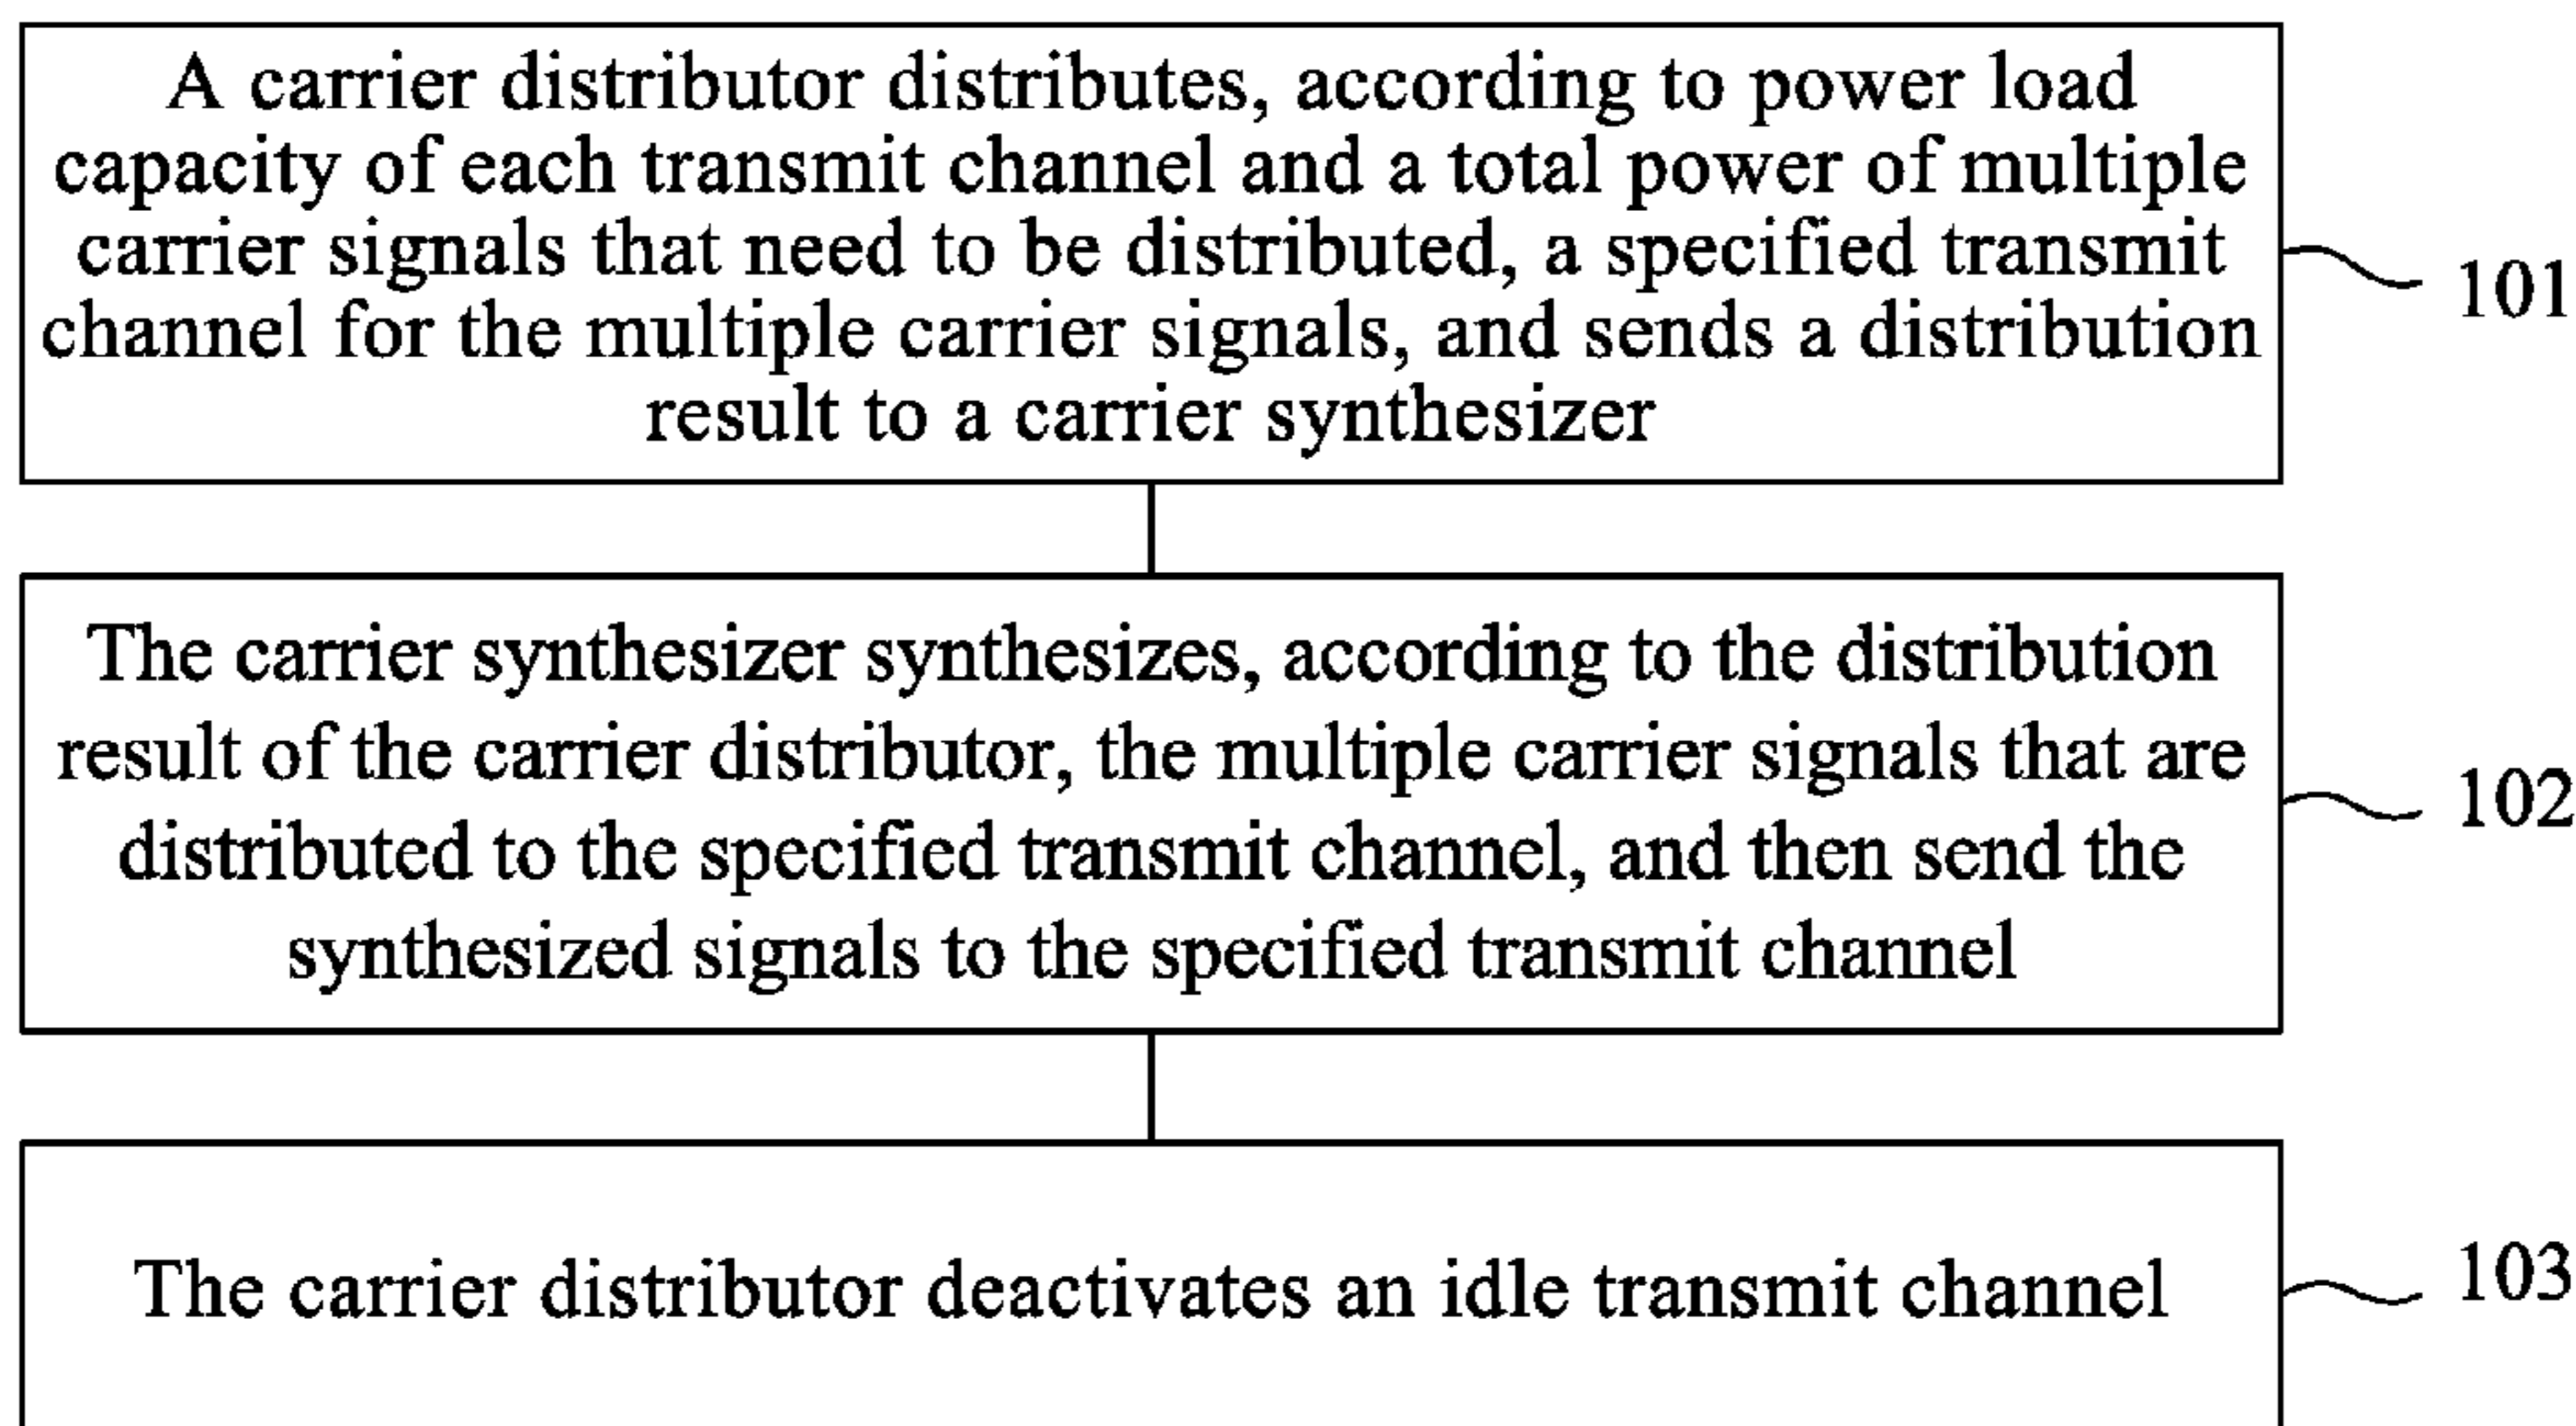 A carrier distributor distributes, according to power load
capacity of each transmit channel and a total power of multiple
carrier signals that need to be distributed, a specified transmit
channel for the multiple carrier signals, and sends a distribution
result to a carrier synthesizer
101
The carrier synthesizer synthesizes, according to the distribution
result of the carrier distributor, the multiple carrier signals that are
distributed to the specified transmit channel, and then send the
synthesized signals to the specified transmit channel
102
The carrier distributor deactivates an idle transmit channel
103